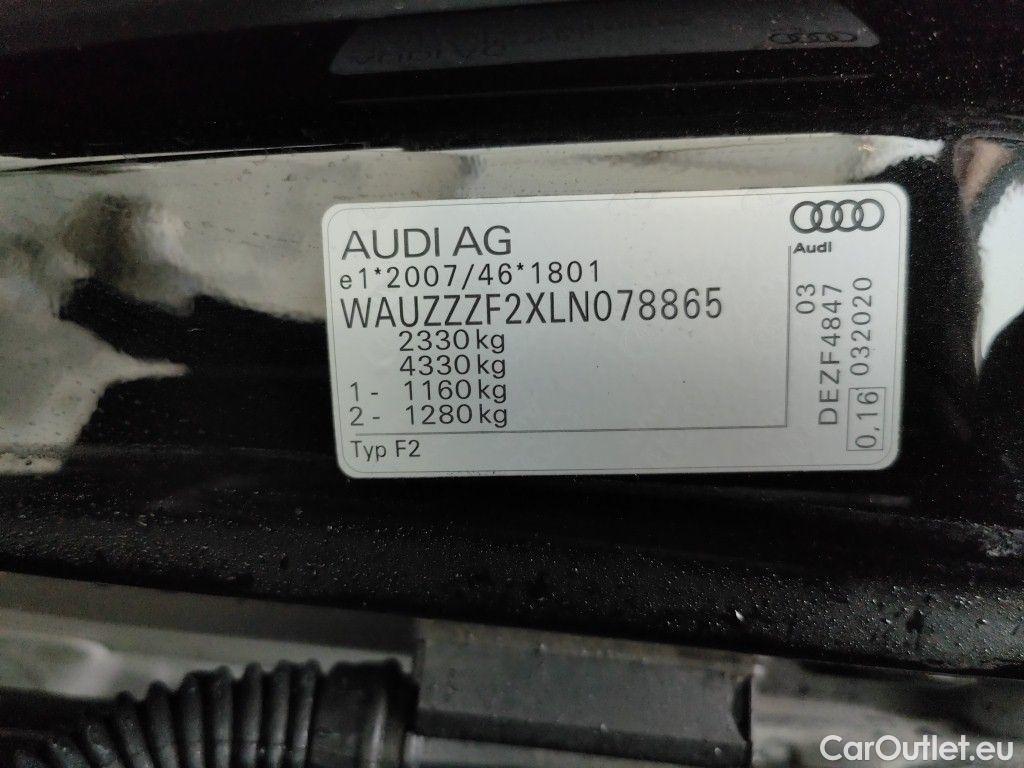 AUDI AG
Audi
e1*2007/46*1801
WAUZZZF2XLN078865
2330 kg
4330 kg
1 - 1160 kg
2 - 1280 kg
Typ F2
03
DEZF4847
0,16 032020
CarOutlet.eu